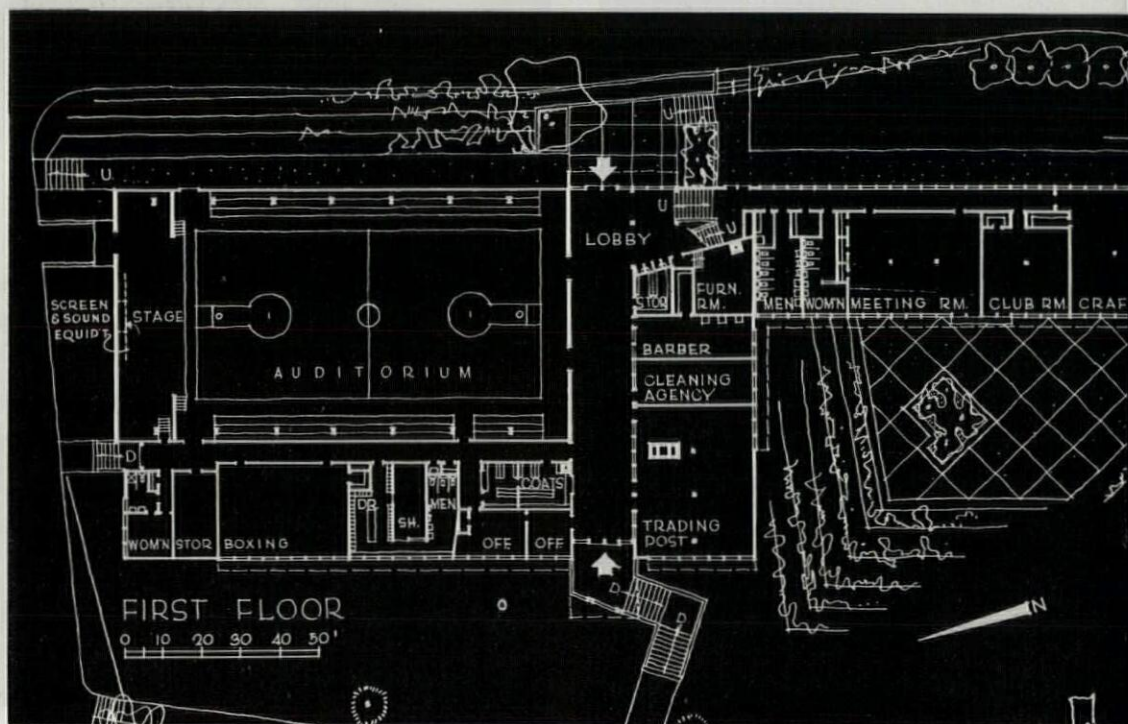 U
U
LOBBY
U
U
SCREEN
& SOUND
EQUIP'T
STAGE
AUDITORIUM
STOR
FURN.
RM.
MEN
WOM'N
MEETING RM.
CLUB RM.
CRAF
BARBER
CLEANING
AGENCY
TRADING
POST
D
WOM'N
STOR
BOXING
DR.
SH.
MEN
COATS
OFF
OFF
D
D
FIRST FLOOR
0 10 20 30 40 50'
N